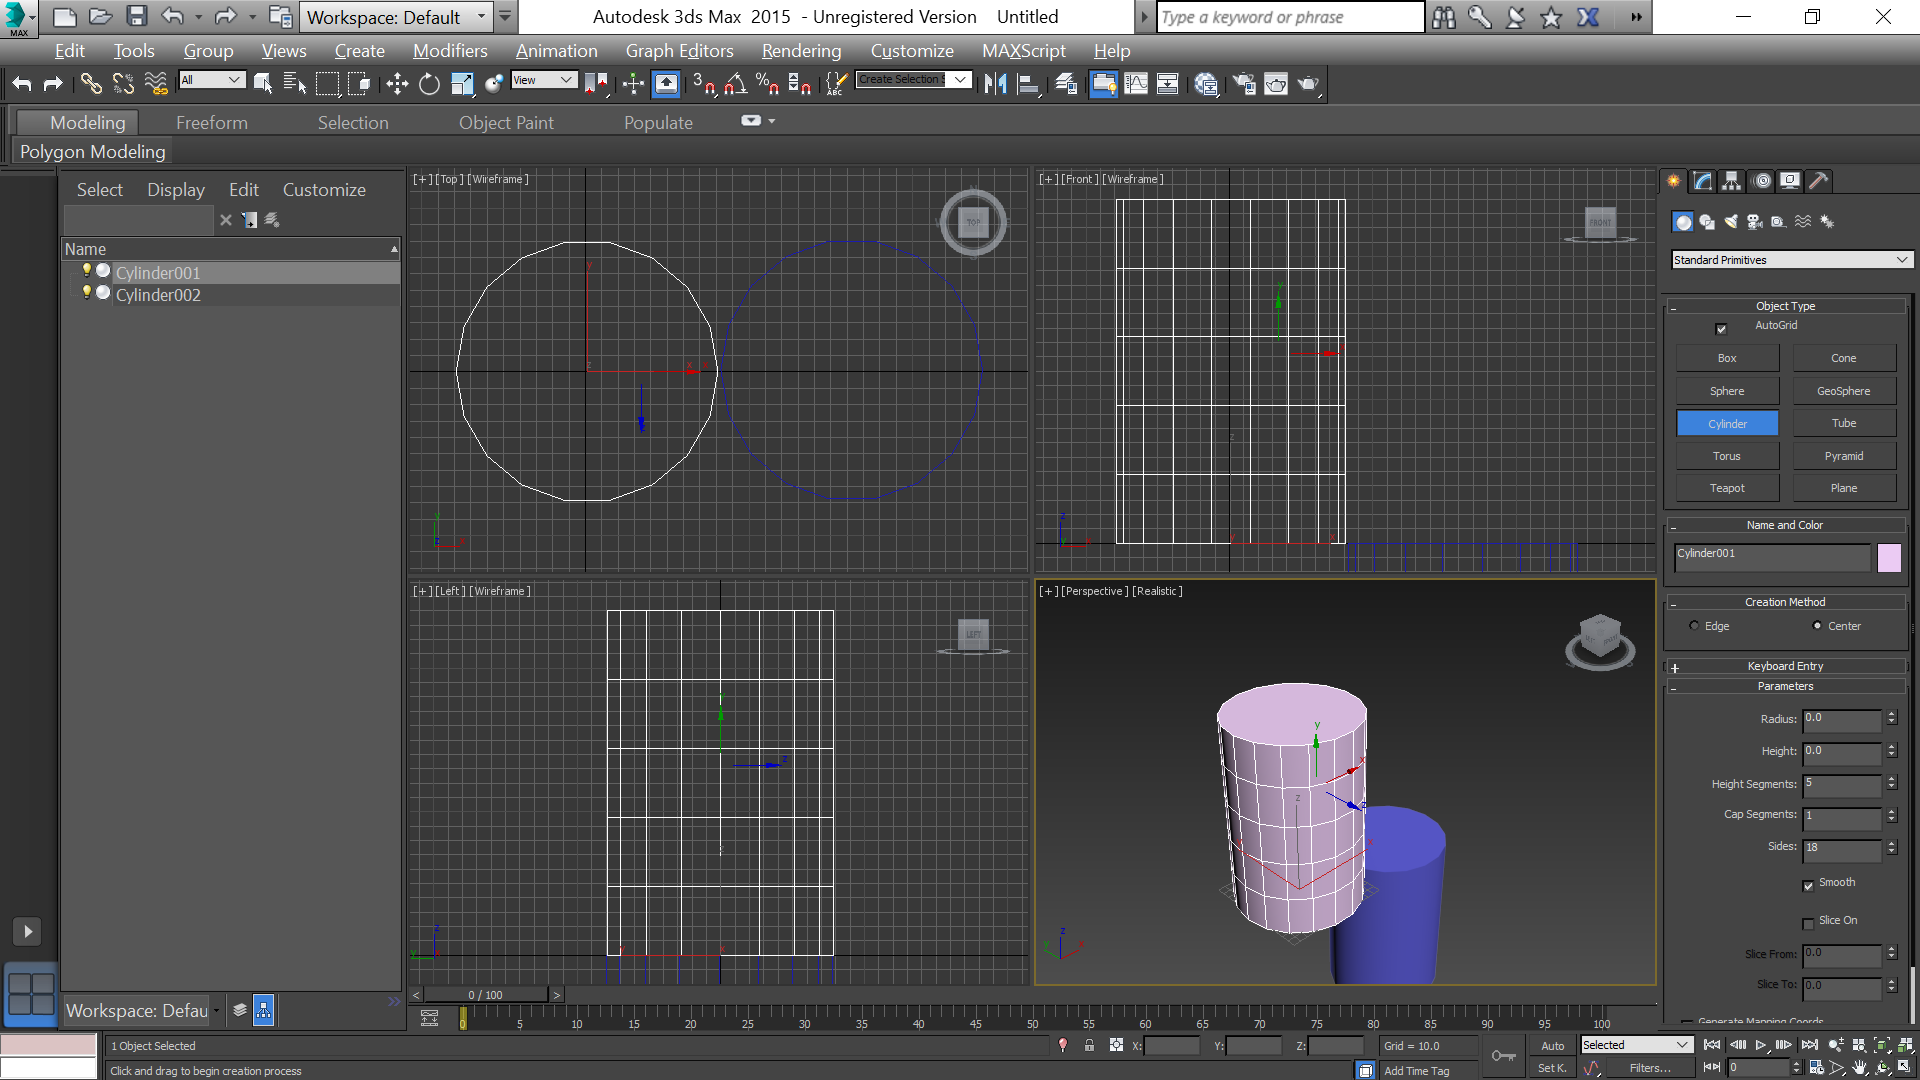 MAX
Workspace: Default
Autodesk 3ds Max 2015 - Unregistered Version Untitled
Type a keyword or phrase
Edit Tools Group Views Create Modifiers Animation Graph Editors Rendering Customize MAXScript Help
All
View
3
%
ABC
Create Selection S
Modeling Freeform Selection Object Paint Populate
Polygon Modeling
Select Display Edit Customize
Name
Cylinder001
Cylinder002
Workspace: Defau
[+] [Top] [Wireframe]
TOP
[+] [Front] [Wireframe]
FRONT
[+] [Left] [Wireframe]
LEFT
[+] [Perspective] [Realistic]
Standard Primitives
Object Type
AutoGrid
Box Cone
Sphere GeoSphere
Cylinder Tube
Torus Pyramid
Teapot Plane
Name and Color
Cylinder001
Creation Method
Edge Center
Keyboard Entry
Parameters
Radius: 0.0
Height: 0.0
Height Segments: 5
Cap Segments: 1
Sides: 18
Smooth
Slice On
Slice From: 0.0
Slice To: 0.0
Generate Mapping Coords
0 / 100
0 5 10 15 20 25 30 35 40 45 50 55 60 65 70 75 80 85 90 95 100
1 Object Selected
X: Y: Z: Grid = 10.0
Auto Selected
Click and drag to begin creation process
Add Time Tag
Set K. Filters... 0